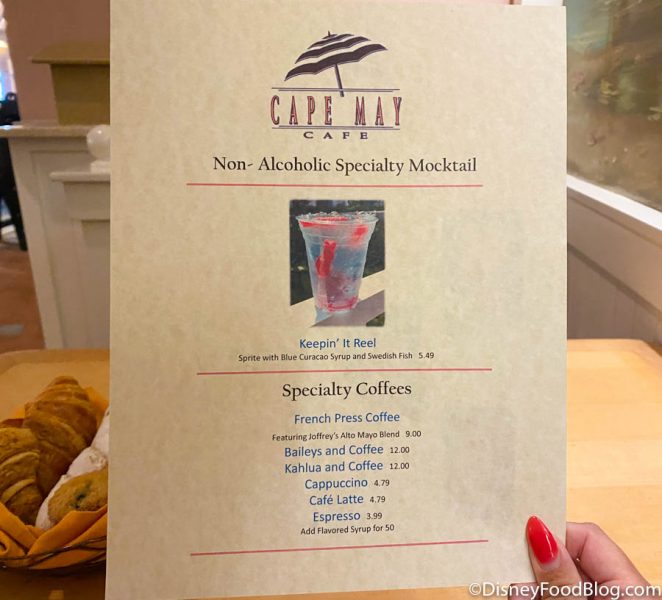 CAPE MAY
CAFE
Non- Alcoholic Specialty Mocktail
Keepin' It Reel
Sprite with Blue Curacao Syrup and Swedish Fish 5.49
Specialty Coffees
French Press Coffee
Featuring Joffrey's Alto Mayo Blend 9.00
Baileys and Coffee 12.00
Kahlua and Coffee 12.00
Cappuccino 4.79
Café Latte 4.79
Espresso 3.99
Add Flavored Syrup for 50
©DisneyFoodBlog.com